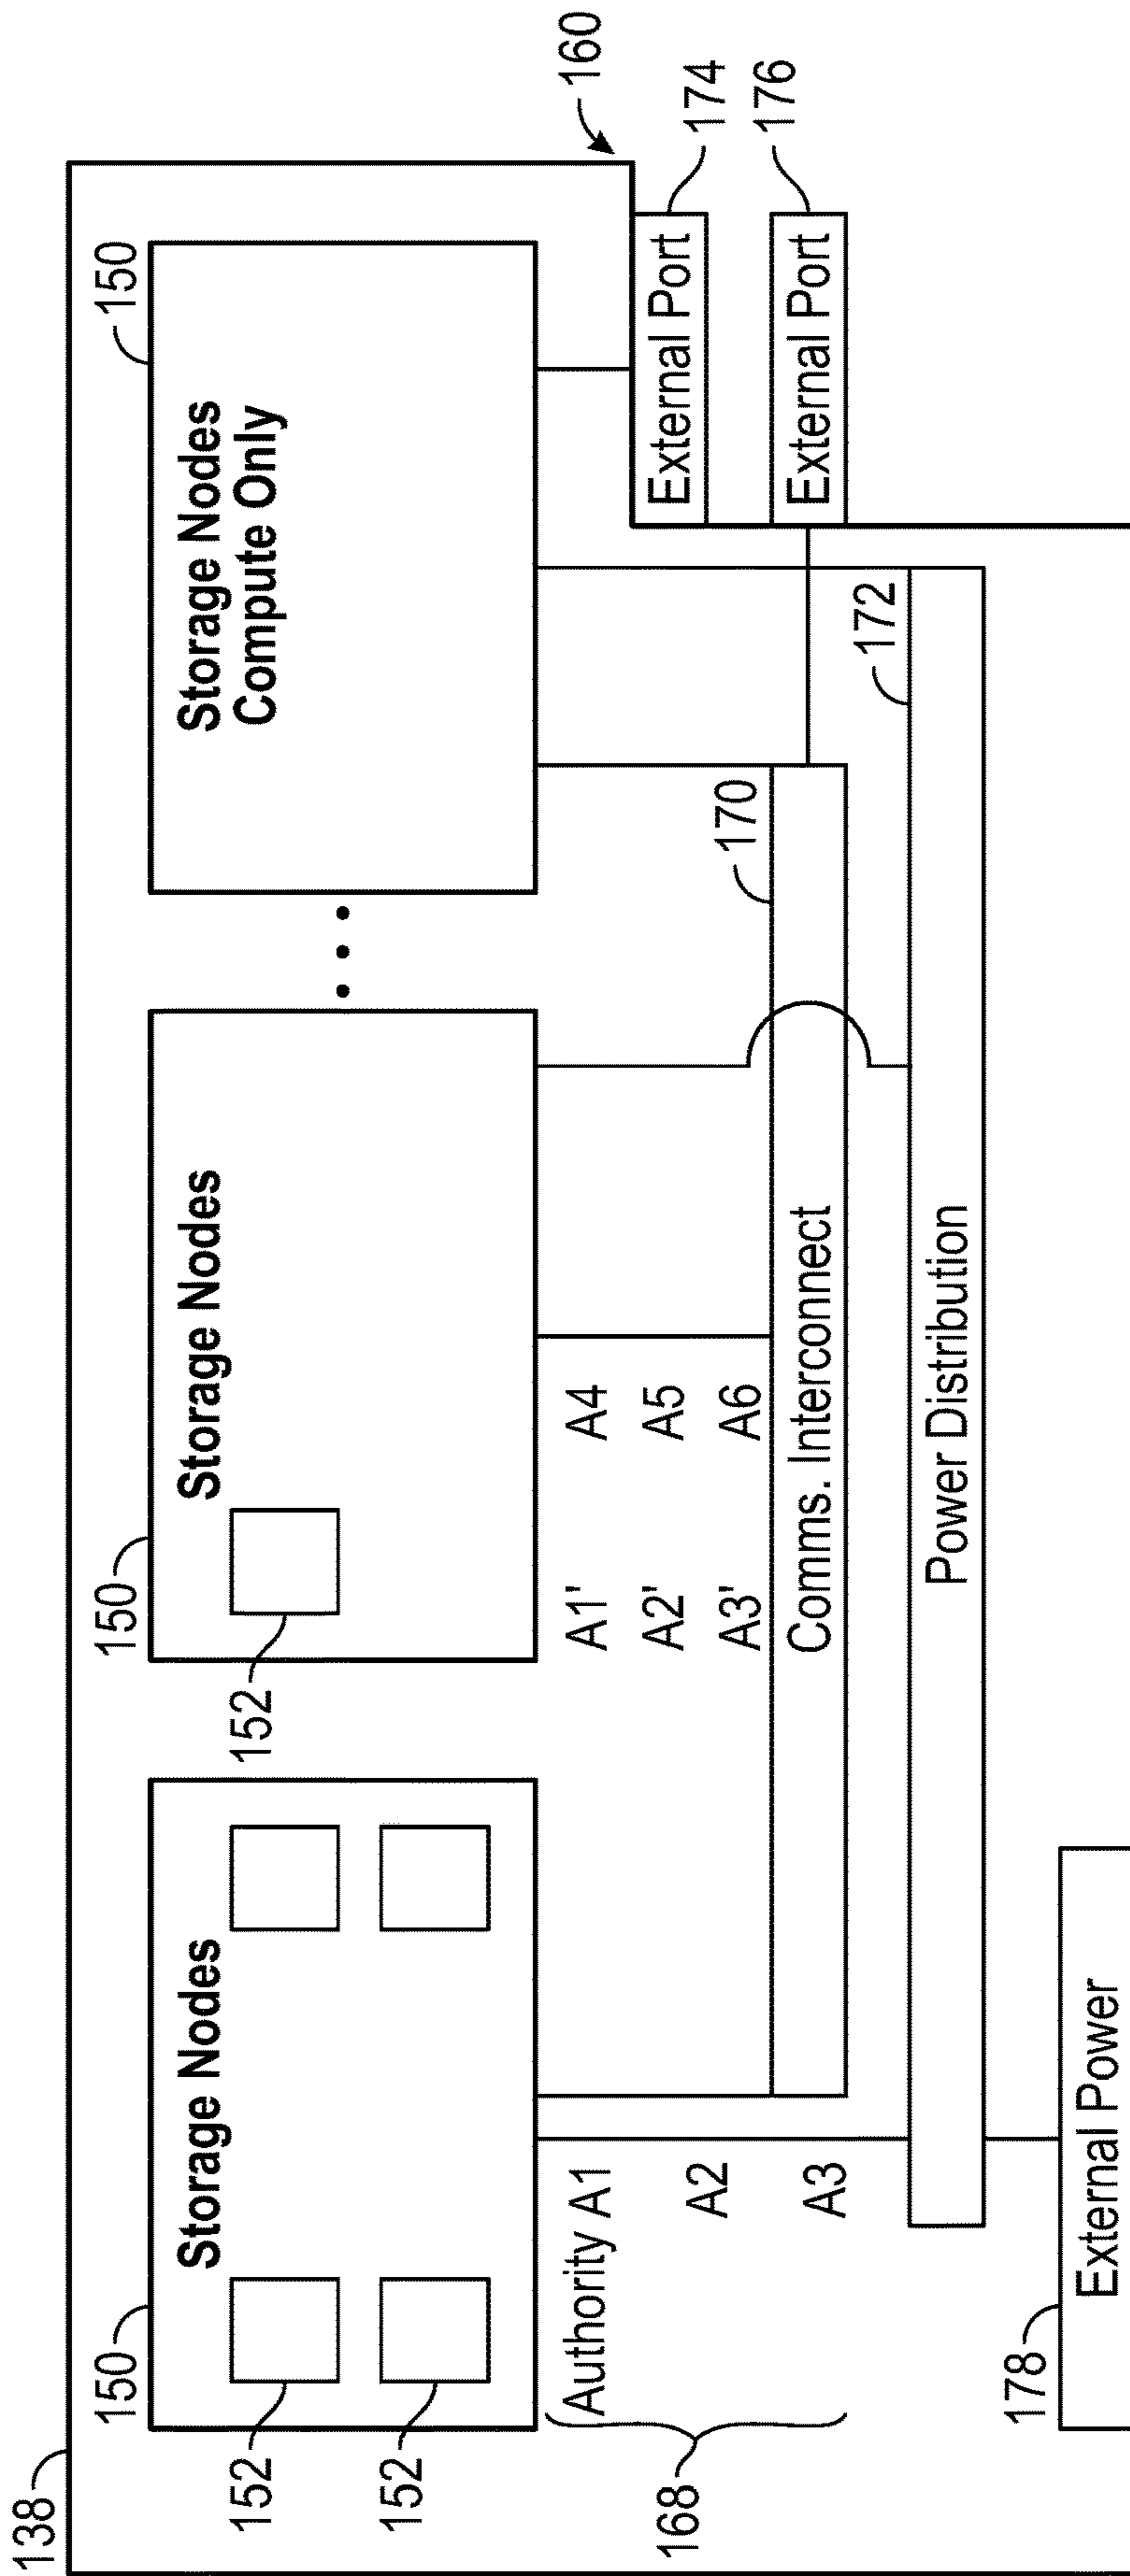 138
160
150
150
150
Storage Nodes
Storage Nodes
Storage Nodes
Compute Only
152
152
152
Authority A1
A2
A3
168
A1'
A4
A2'
A5
A3'
A6
170
Comms. Interconnect
172
Power Distribution
External Port
174
External Port
176
178
External Power